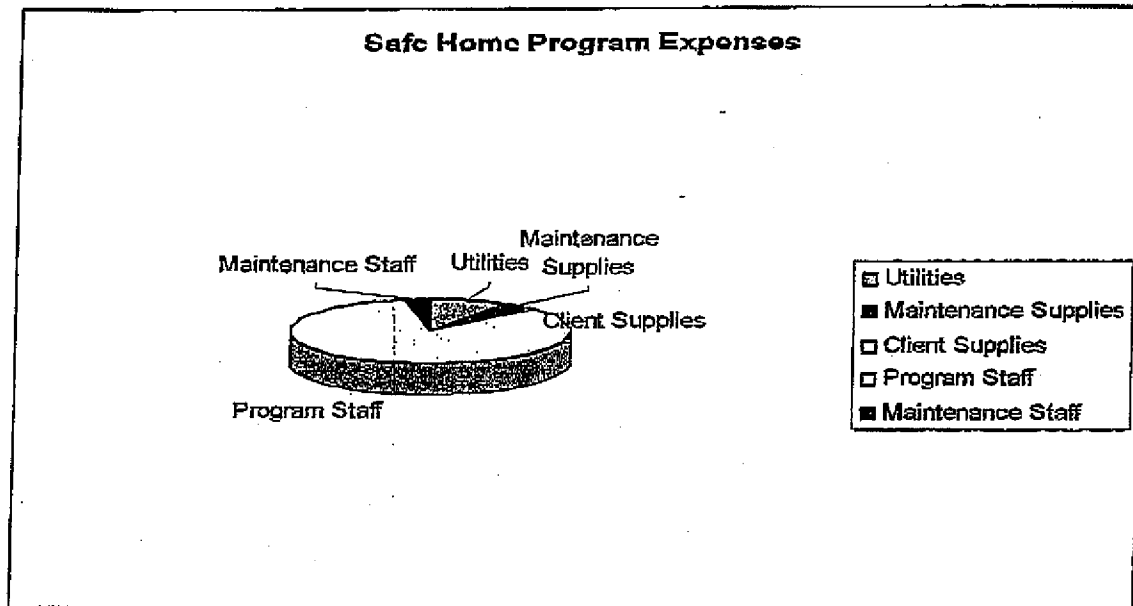 Safe Home Program Expenses
Maintenance
Maintenance Staff Utilities Supplies
Client Supplies
Program Staff
Utilities
Maintenance Supplies
Client Supplies
Program Staff
Maintenance Staff